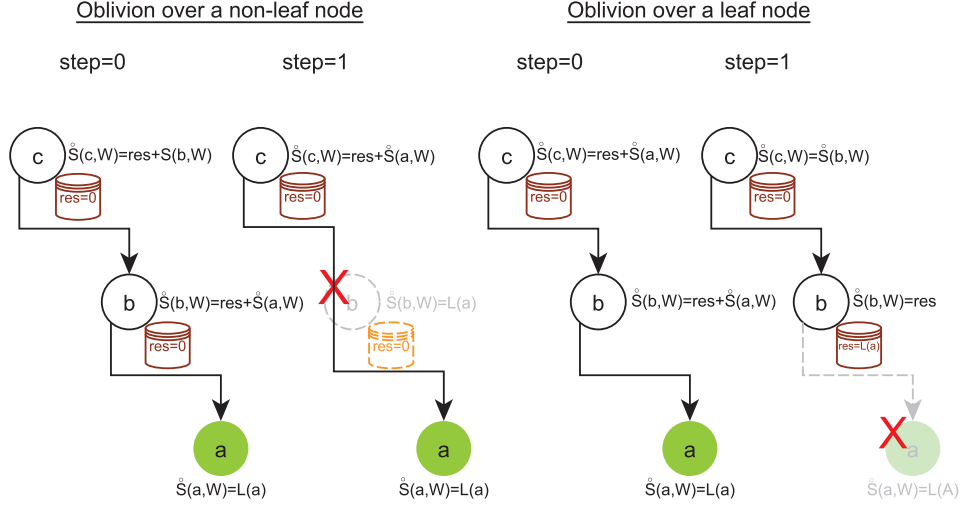 Oblivion over a non-leaf node
Oblivion over a leaf node
step=0
step=1
step=0
step=1
c
S̊(c,W)=res+S(b,W)
res=0
c
S̊(c,W)=res+S̊(a,W)
res=0
c
S̊(c,W)=res+S̊(a,W)
res=0
c
S̊(c,W)=S̊(b,W)
res=0
b
S̊(b,W)=res+S̊(a,W)
res=0
X
b
S̊(b,W)=L(a)
res=0
b
S̊(b,W)=res+S̊(a,W)
b
S̊(b,W)=res
res=L(a)
a
S̊(a,W)=L(a)
a
S̊(a,W)=L(a)
a
S̊(a,W)=L(a)
X
a
S̊(a,W)=L(A)